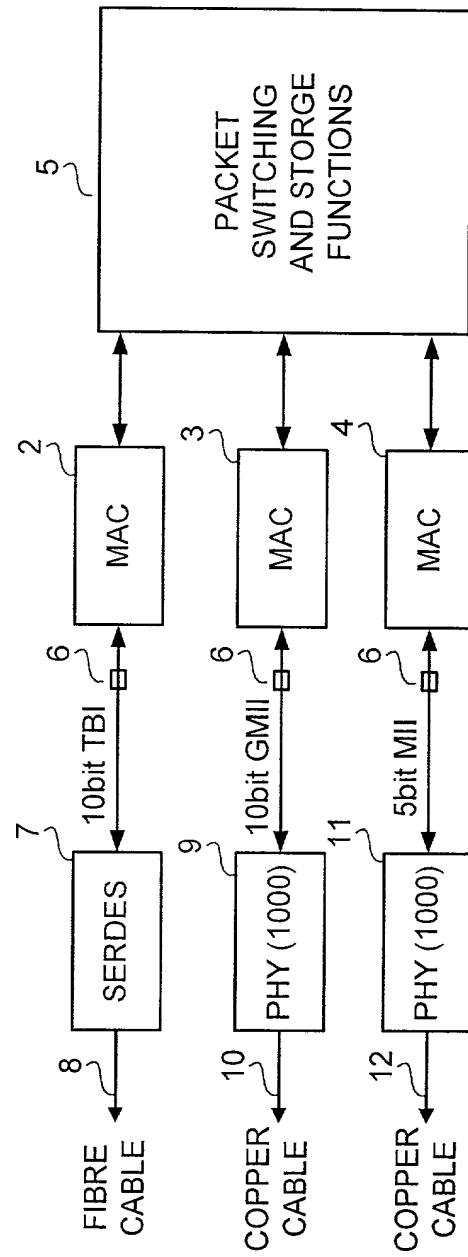 FIBRE
CABLE
8
7
SERDES
10bit TBI
6
2
MAC
5
PACKET
SWITCHING
AND STORGE
FUNCTIONS
COPPER
CABLE
10
9
PHY (1000)
10bit GMII
6
3
MAC
COPPER
CABLE
12
11
PHY (1000)
5bit MII
6
4
MAC